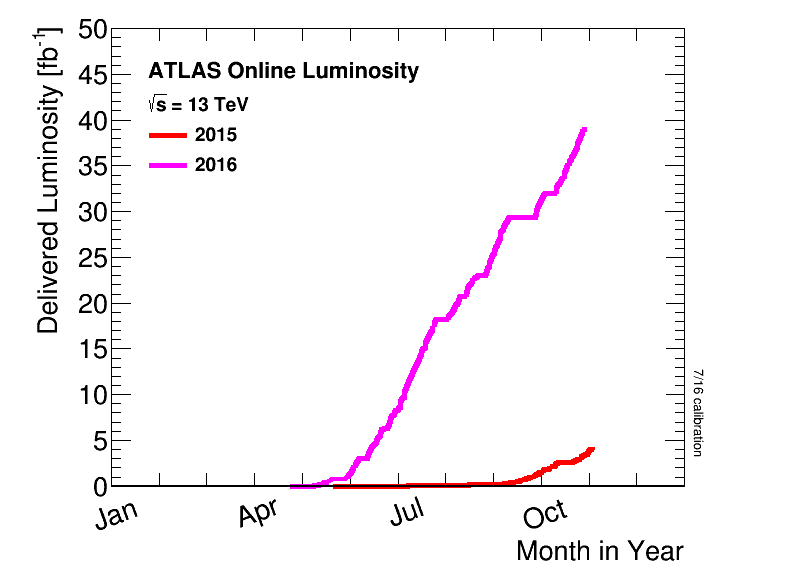 50
45
40
35
30
25
20
15
10
5
0
Delivered Luminosity [fb⁻¹]
ATLAS Online Luminosity
√s = 13 TeV
2015
2016
7/16 calibration
Jan
Apr
Jul
Oct
Month in Year